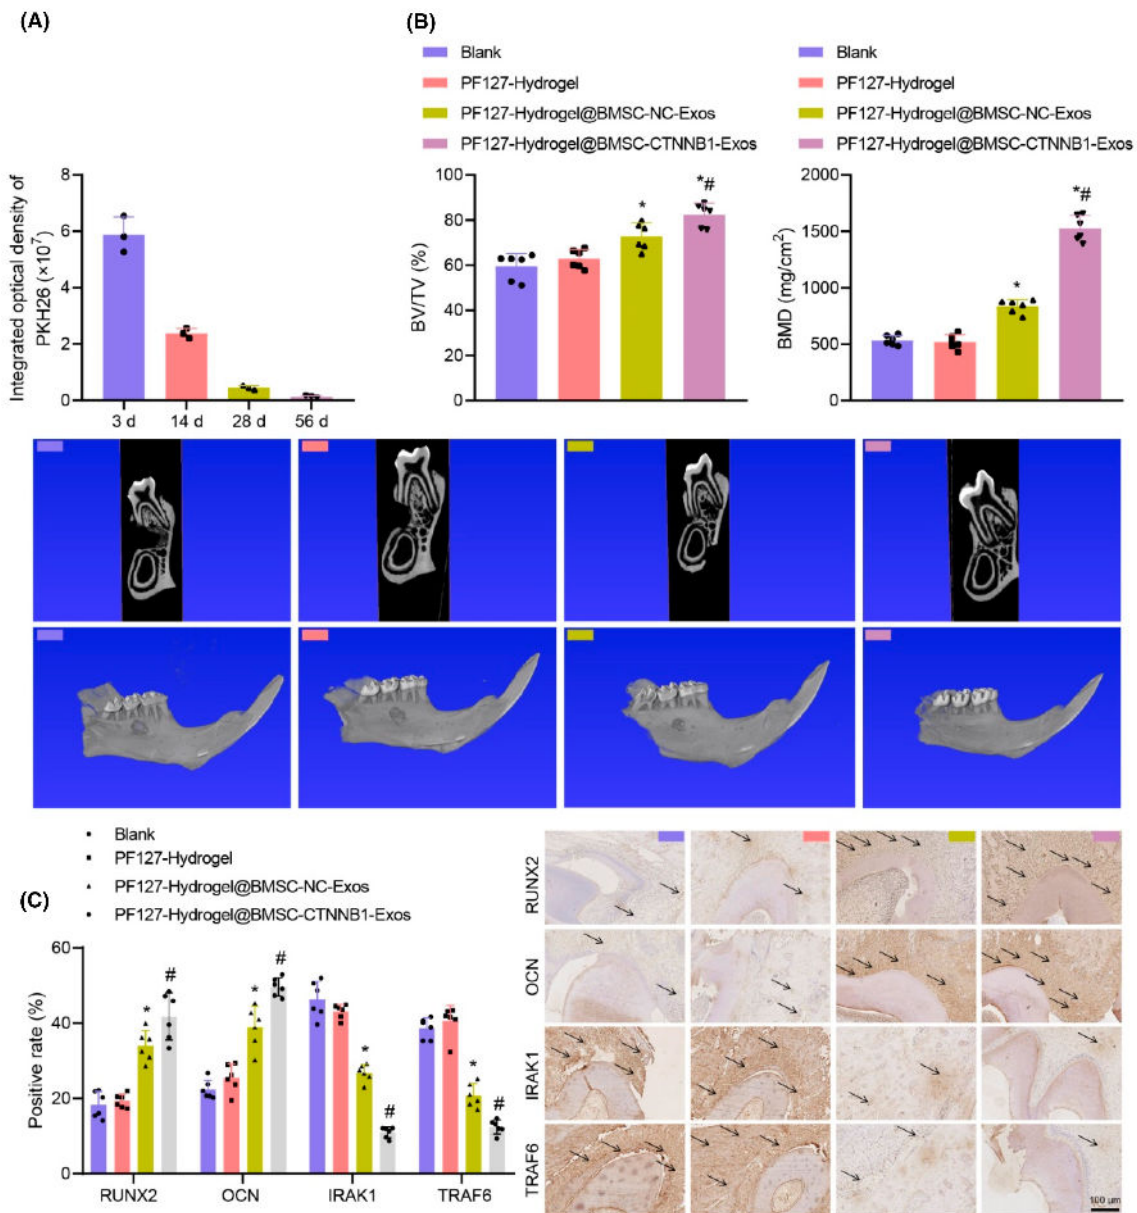 (A)
Integrated optical density of
PKH26 (×10⁷)
8
6
4
2
0
3 d 14 d 28 d 56 d
(B)
Blank
PF127-Hydrogel
PF127-Hydrogel@BMSC-NC-Exos
PF127-Hydrogel@BMSC-CTNNB1-Exos
BV/TV (%)
100
80
60
40
20
0
*
*#
Blank
PF127-Hydrogel
PF127-Hydrogel@BMSC-NC-Exos
PF127-Hydrogel@BMSC-CTNNB1-Exos
BMD (mg/cm²)
2000
1500
1000
500
0
*
*#
(C)
Blank
PF127-Hydrogel
PF127-Hydrogel@BMSC-NC-Exos
PF127-Hydrogel@BMSC-CTNNB1-Exos
Positive rate (%)
60
40
20
0
* # * # * # * #
RUNX2 OCN IRAK1 TRAF6
RUNX2
OCN
IRAK1
TRAF6
100 µm